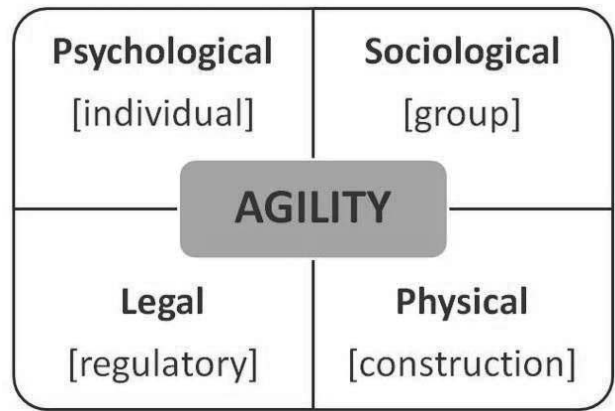 Psychological
[individual]
Sociological
[group]
AGILITY
Legal
[regulatory]
Physical
[construction]